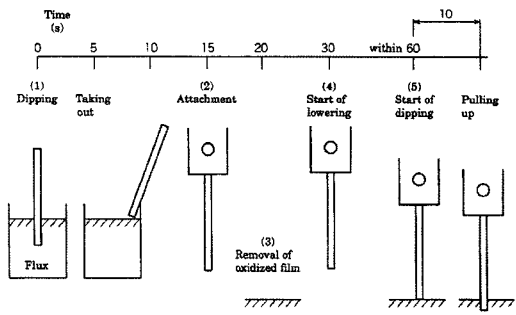 Time
(s)
10
0 5 10 15 20 30 within 60
(1) (2) (4) (5)
Dipping Taking Attachment Start of Start of Pulling
out lowering dipping up
(3)
Removal of
oxidized film
Flux